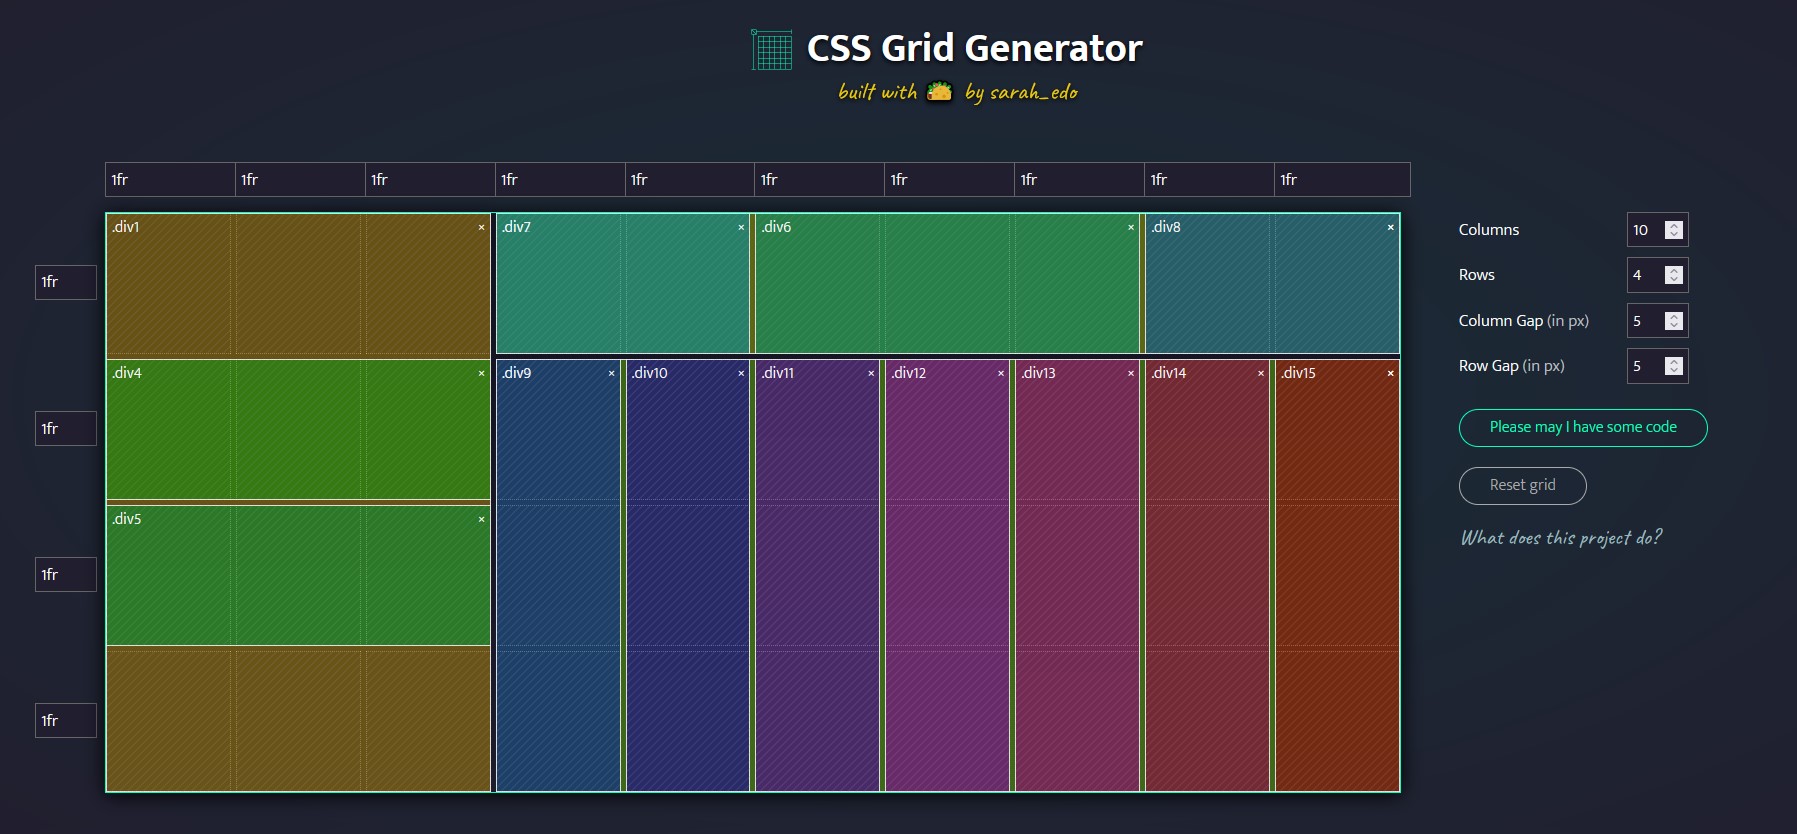 CSS Grid Generator
built with by sarah_edo
1fr 1fr 1fr 1fr 1fr 1fr 1fr 1fr 1fr 1fr
.div1 × .div7 × .div6 × .div8 ×
1fr
.div4 × .div9 × .div10 × .div11 × .div12 × .div13 × .div14 × .div15 ×
1fr
.div5 ×
1fr
1fr
Columns 10
Rows 4
Column Gap (in px) 5
Row Gap (in px) 5
Please may I have some code
Reset grid
What does this project do?